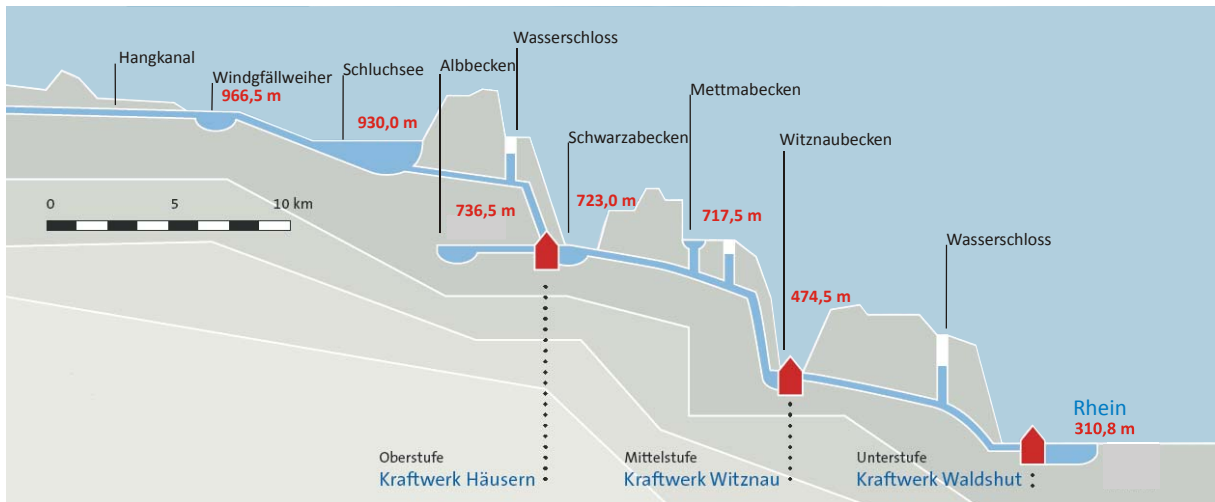 Hangkanal
Windgfällweiher
966,5 m
Schluchsee
930,0 m
Albbecken
736,5 m
Wasserschloss
Schwarzabecken
723,0 m
Mettmabecken
717,5 m
Witznaubecken
474,5 m
Wasserschloss
Rhein
310,8 m
0 5 10 km
Oberstufe
Kraftwerk Häusern
Mittelstufe
Kraftwerk Witznau
Unterstufe
Kraftwerk Waldshut